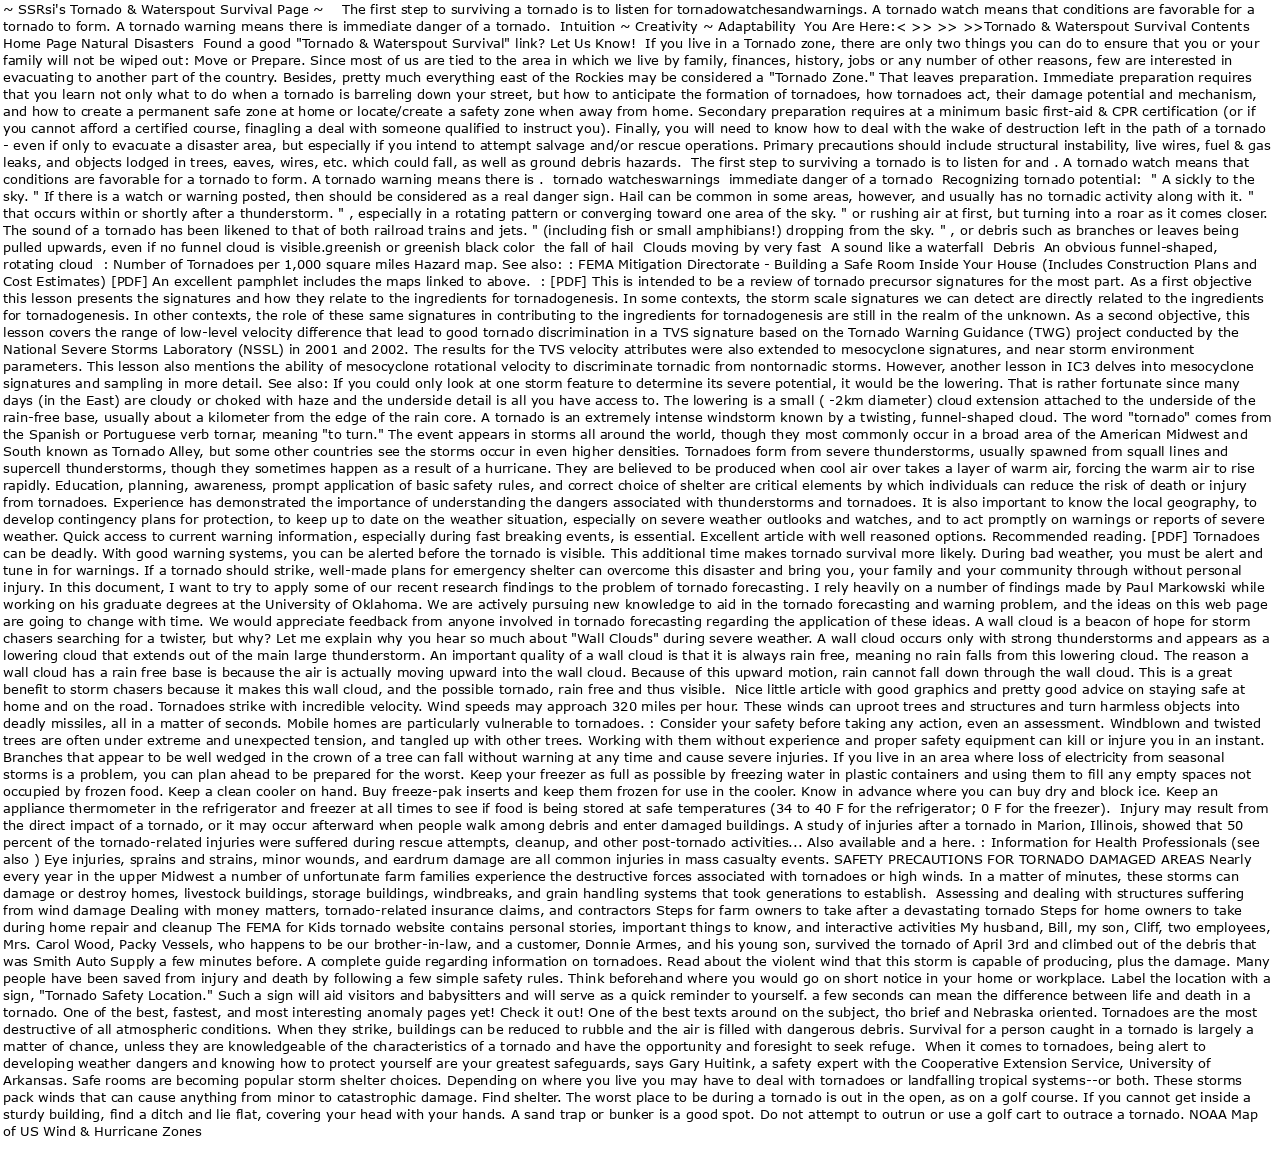 ~ SSRsi's Tornado & Waterspout Survival Page ~    The first step to surviving a tornado is to listen for tornadowatchesandwarnings. A tornado watch means that conditions are favorable for a
tornado to form. A tornado warning means there is immediate danger of a tornado.  Intuition ~ Creativity ~ Adaptability  You Are Here:< >> >> >>Tornado & Waterspout Survival Contents
Home Page Natural Disasters  Found a good "Tornado & Waterspout Survival" link? Let Us Know!  If you live in a Tornado zone, there are only two things you can do to ensure that you or your
family will not be wiped out: Move or Prepare. Since most of us are tied to the area in which we live by family, finances, history, jobs or any number of other reasons, few are interested in
evacuating to another part of the country. Besides, pretty much everything east of the Rockies may be considered a "Tornado Zone." That leaves preparation. Immediate preparation requires
that you learn not only what to do when a tornado is barreling down your street, but how to anticipate the formation of tornadoes, how tornadoes act, their damage potential and mechanism,
and how to create a permanent safe zone at home or locate/create a safety zone when away from home. Secondary preparation requires at a minimum basic first-aid & CPR certification (or if
you cannot afford a certified course, finagling a deal with someone qualified to instruct you). Finally, you will need to know how to deal with the wake of destruction left in the path of a tornado
- even if only to evacuate a disaster area, but especially if you intend to attempt salvage and/or rescue operations. Primary precautions should include structural instability, live wires, fuel & gas
leaks, and objects lodged in trees, eaves, wires, etc. which could fall, as well as ground debris hazards.  The first step to surviving a tornado is to listen for and . A tornado watch means that
conditions are favorable for a tornado to form. A tornado warning means there is .  tornado watcheswarnings  immediate danger of a tornado  Recognizing tornado potential:  " A sickly to the
sky. " If there is a watch or warning posted, then should be considered as a real danger sign. Hail can be common in some areas, however, and usually has no tornadic activity along with it. "
that occurs within or shortly after a thunderstorm. " , especially in a rotating pattern or converging toward one area of the sky. " or rushing air at first, but turning into a roar as it comes closer.
The sound of a tornado has been likened to that of both railroad trains and jets. " (including fish or small amphibians!) dropping from the sky. " , or debris such as branches or leaves being
pulled upwards, even if no funnel cloud is visible.greenish or greenish black color  the fall of hail  Clouds moving by very fast  A sound like a waterfall  Debris  An obvious funnel-shaped,
rotating cloud  : Number of Tornadoes per 1,000 square miles Hazard map. See also: : FEMA Mitigation Directorate - Building a Safe Room Inside Your House (Includes Construction Plans and
Cost Estimates) [PDF] An excellent pamphlet includes the maps linked to above.  : [PDF] This is intended to be a review of tornado precursor signatures for the most part. As a first objective
this lesson presents the signatures and how they relate to the ingredients for tornadogenesis. In some contexts, the storm scale signatures we can detect are directly related to the ingredients
for tornadogenesis. In other contexts, the role of these same signatures in contributing to the ingredients for tornadogenesis are still in the realm of the unknown. As a second objective, this
lesson covers the range of low-level velocity difference that lead to good tornado discrimination in a TVS signature based on the Tornado Warning Guidance (TWG) project conducted by the
National Severe Storms Laboratory (NSSL) in 2001 and 2002. The results for the TVS velocity attributes were also extended to mesocyclone signatures, and near storm environment
parameters. This lesson also mentions the ability of mesocyclone rotational velocity to discriminate tornadic from nontornadic storms. However, another lesson in IC3 delves into mesocyclone
signatures and sampling in more detail. See also: If you could only look at one storm feature to determine its severe potential, it would be the lowering. That is rather fortunate since many
days (in the East) are cloudy or choked with haze and the underside detail is all you have access to. The lowering is a small ( -2km diameter) cloud extension attached to the underside of the
rain-free base, usually about a kilometer from the edge of the rain core. A tornado is an extremely intense windstorm known by a twisting, funnel-shaped cloud. The word "tornado" comes from
the Spanish or Portuguese verb tornar, meaning "to turn." The event appears in storms all around the world, though they most commonly occur in a broad area of the American Midwest and
South known as Tornado Alley, but some other countries see the storms occur in even higher densities. Tornadoes form from severe thunderstorms, usually spawned from squall lines and
supercell thunderstorms, though they sometimes happen as a result of a hurricane. They are believed to be produced when cool air over takes a layer of warm air, forcing the warm air to rise
rapidly. Education, planning, awareness, prompt application of basic safety rules, and correct choice of shelter are critical elements by which individuals can reduce the risk of death or injury
from tornadoes. Experience has demonstrated the importance of understanding the dangers associated with thunderstorms and tornadoes. It is also important to know the local geography, to
develop contingency plans for protection, to keep up to date on the weather situation, especially on severe weather outlooks and watches, and to act promptly on warnings or reports of severe
weather. Quick access to current warning information, especially during fast breaking events, is essential. Excellent article with well reasoned options. Recommended reading. [PDF] Tornadoes
can be deadly. With good warning systems, you can be alerted before the tornado is visible. This additional time makes tornado survival more likely. During bad weather, you must be alert and
tune in for warnings. If a tornado should strike, well-made plans for emergency shelter can overcome this disaster and bring you, your family and your community through without personal
injury. In this document, I want to try to apply some of our recent research findings to the problem of tornado forecasting. I rely heavily on a number of findings made by Paul Markowski while
working on his graduate degrees at the University of Oklahoma. We are actively pursuing new knowledge to aid in the tornado forecasting and warning problem, and the ideas on this web page
are going to change with time. We would appreciate feedback from anyone involved in tornado forecasting regarding the application of these ideas. A wall cloud is a beacon of hope for storm
chasers searching for a twister, but why? Let me explain why you hear so much about "Wall Clouds" during severe weather. A wall cloud occurs only with strong thunderstorms and appears as a
lowering cloud that extends out of the main large thunderstorm. An important quality of a wall cloud is that it is always rain free, meaning no rain falls from this lowering cloud. The reason a
wall cloud has a rain free base is because the air is actually moving upward into the wall cloud. Because of this upward motion, rain cannot fall down through the wall cloud. This is a great
benefit to storm chasers because it makes this wall cloud, and the possible tornado, rain free and thus visible.  Nice little article with good graphics and pretty good advice on staying safe at
home and on the road. Tornadoes strike with incredible velocity. Wind speeds may approach 320 miles per hour. These winds can uproot trees and structures and turn harmless objects into
deadly missiles, all in a matter of seconds. Mobile homes are particularly vulnerable to tornadoes. : Consider your safety before taking any action, even an assessment. Windblown and twisted
trees are often under extreme and unexpected tension, and tangled up with other trees. Working with them without experience and proper safety equipment can kill or injure you in an instant.
Branches that appear to be well wedged in the crown of a tree can fall without warning at any time and cause severe injuries. If you live in an area where loss of electricity from seasonal
storms is a problem, you can plan ahead to be prepared for the worst. Keep your freezer as full as possible by freezing water in plastic containers and using them to fill any empty spaces not
occupied by frozen food. Keep a clean cooler on hand. Buy freeze-pak inserts and keep them frozen for use in the cooler. Know in advance where you can buy dry and block ice. Keep an
appliance thermometer in the refrigerator and freezer at all times to see if food is being stored at safe temperatures (34 to 40 F for the refrigerator; 0 F for the freezer).  Injury may result from
the direct impact of a tornado, or it may occur afterward when people walk among debris and enter damaged buildings. A study of injuries after a tornado in Marion, Illinois, showed that 50
percent of the tornado-related injuries were suffered during rescue attempts, cleanup, and other post-tornado activities... Also available and a here. : Information for Health Professionals (see
also ) Eye injuries, sprains and strains, minor wounds, and eardrum damage are all common injuries in mass casualty events. SAFETY PRECAUTIONS FOR TORNADO DAMAGED AREAS Nearly
every year in the upper Midwest a number of unfortunate farm families experience the destructive forces associated with tornadoes or high winds. In a matter of minutes, these storms can
damage or destroy homes, livestock buildings, storage buildings, windbreaks, and grain handling systems that took generations to establish.  Assessing and dealing with structures suffering
from wind damage Dealing with money matters, tornado-related insurance claims, and contractors Steps for farm owners to take after a devastating tornado Steps for home owners to take
during home repair and cleanup The FEMA for Kids tornado website contains personal stories, important things to know, and interactive activities My husband, Bill, my son, Cliff, two employees,
Mrs. Carol Wood, Packy Vessels, who happens to be our brother-in-law, and a customer, Donnie Armes, and his young son, survived the tornado of April 3rd and climbed out of the debris that
was Smith Auto Supply a few minutes before. A complete guide regarding information on tornadoes. Read about the violent wind that this storm is capable of producing, plus the damage. Many
people have been saved from injury and death by following a few simple safety rules. Think beforehand where you would go on short notice in your home or workplace. Label the location with a
sign, "Tornado Safety Location." Such a sign will aid visitors and babysitters and will serve as a quick reminder to yourself. a few seconds can mean the difference between life and death in a
tornado. One of the best, fastest, and most interesting anomaly pages yet! Check it out! One of the best texts around on the subject, tho brief and Nebraska oriented. Tornadoes are the most
destructive of all atmospheric conditions. When they strike, buildings can be reduced to rubble and the air is filled with dangerous debris. Survival for a person caught in a tornado is largely a
matter of chance, unless they are knowledgeable of the characteristics of a tornado and have the opportunity and foresight to seek refuge.  When it comes to tornadoes, being alert to
developing weather dangers and knowing how to protect yourself are your greatest safeguards, says Gary Huitink, a safety expert with the Cooperative Extension Service, University of
Arkansas. Safe rooms are becoming popular storm shelter choices. Depending on where you live you may have to deal with tornadoes or landfalling tropical systems--or both. These storms
pack winds that can cause anything from minor to catastrophic damage. Find shelter. The worst place to be during a tornado is out in the open, as on a golf course. If you cannot get inside a
sturdy building, find a ditch and lie flat, covering your head with your hands. A sand trap or bunker is a good spot. Do not attempt to outrun or use a golf cart to outrace a tornado. NOAA Map
of US Wind & Hurricane Zones